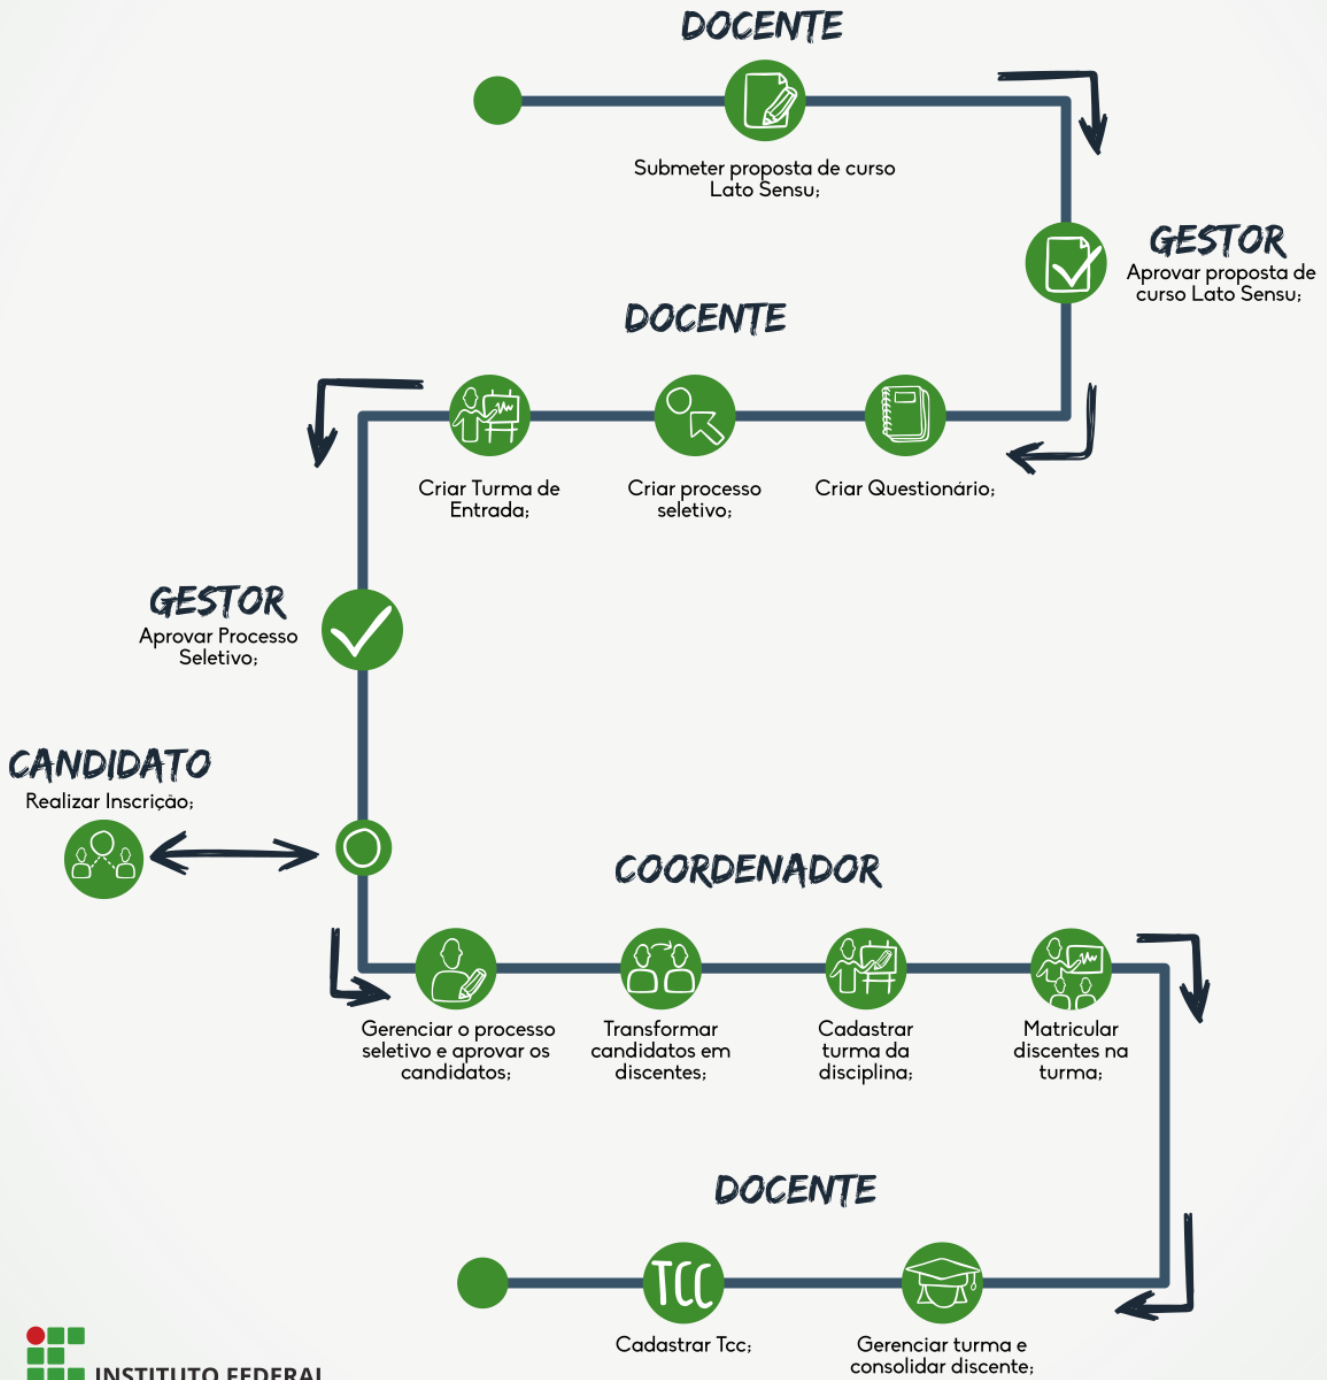 DOCENTE
Submeter proposta de curso
Lato Sensu;
GESTOR
Aprovar proposta de
curso Lato Sensu;
DOCENTE
Criar Turma de
Entrada;
Criar processo
seletivo;
Criar Questionário;
GESTOR
Aprovar Processo
Seletivo;
CANDIDATO
Realizar Inscrição;
COORDENADOR
Gerenciar o processo
seletivo e aprovar os
candidatos;
Transformar
candidatos em
discentes;
Cadastrar
turma da
disciplina;
Matricular
discentes na
turma;
DOCENTE
TCC
Cadastrar Tcc;
Gerenciar turma e
consolidar discente;
INSTITUTO FEDERAL